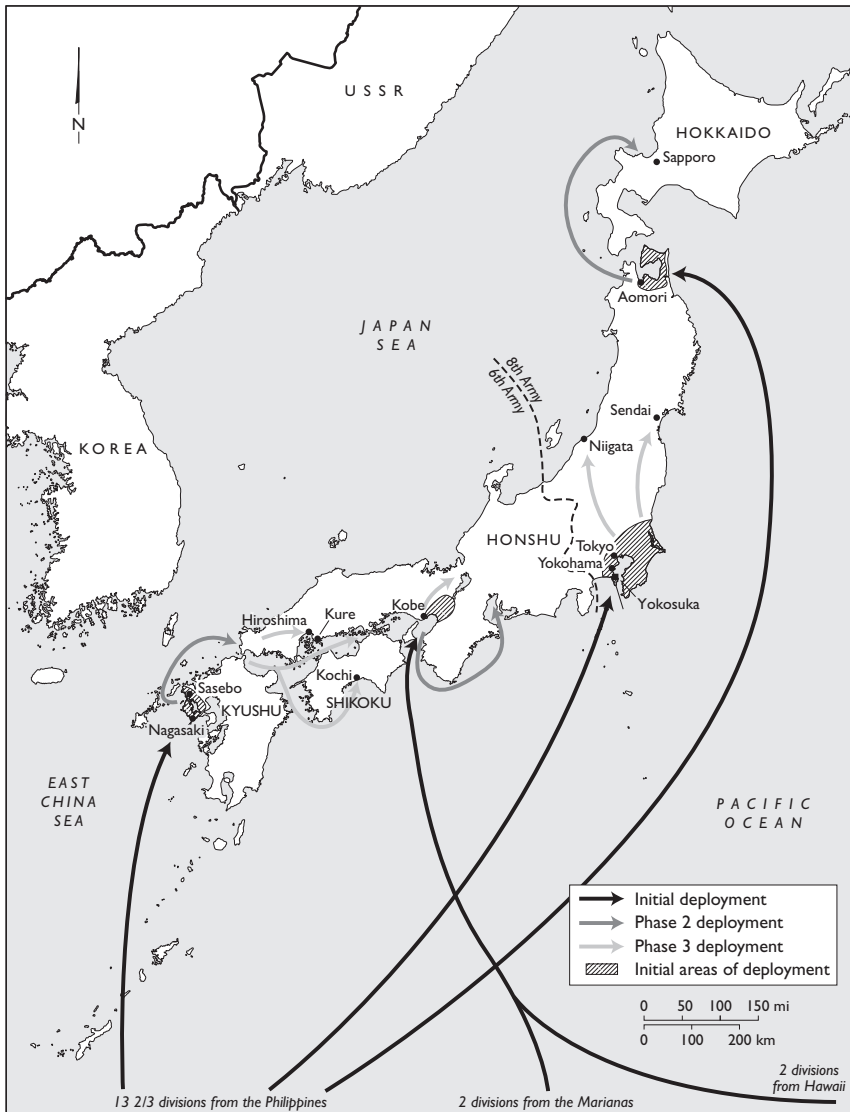 N
USSR
HOKKAIDO
Sapporo
Aomori
JAPAN
SEA
8th Army
6th Army
Sendai
Niigata
KOREA
HONSHU
Tokyo
Yokohama
Yokosuka
Kobe
Hiroshima
Kure
Kochi
SHIKOKU
Sasebo
KYUSHU
Nagasaki
EAST
CHINA
SEA
PACIFIC
OCEAN
Initial deployment
Phase 2 deployment
Phase 3 deployment
Initial areas of deployment
0 50 100 150 mi
0 100 200 km
13 2/3 divisions from the Philippines
2 divisions from the Marianas
2 divisions
from Hawaii